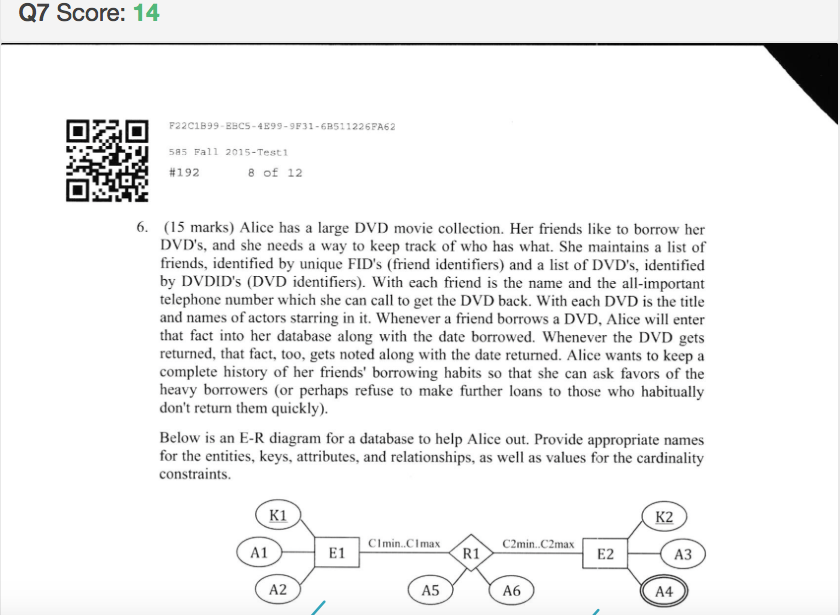 Q7 Score: 14
F22C1B99-EBC5-4E99-9F31-6B511226FA62
585 Fall 2015-Test1
#192 8 of 12
6. (15 marks) Alice has a large DVD movie collection. Her friends like to borrow her
DVD's, and she needs a way to keep track of who has what. She maintains a list of
friends, identified by unique FID's (friend identifiers) and a list of DVD's, identified
by DVDID's (DVD identifiers). With each friend is the name and the all-important
telephone number which she can call to get the DVD back. With each DVD is the title
and names of actors starring in it. Whenever a friend borrows a DVD, Alice will enter
that fact into her database along with the date borrowed. Whenever the DVD gets
returned, that fact, too, gets noted along with the date returned. Alice wants to keep a
complete history of her friends' borrowing habits so that she can ask favors of the
heavy borrowers (or perhaps refuse to make further loans to those who habitually
don't return them quickly).
Below is an E-R diagram for a database to help Alice out. Provide appropriate names
for the entities, keys, attributes, and relationships, as well as values for the cardinality
constraints.
K1 K2
C1min..C1max C2min..C2max
A1 E1 R1 E2 A3
A2 A5 A6 A4